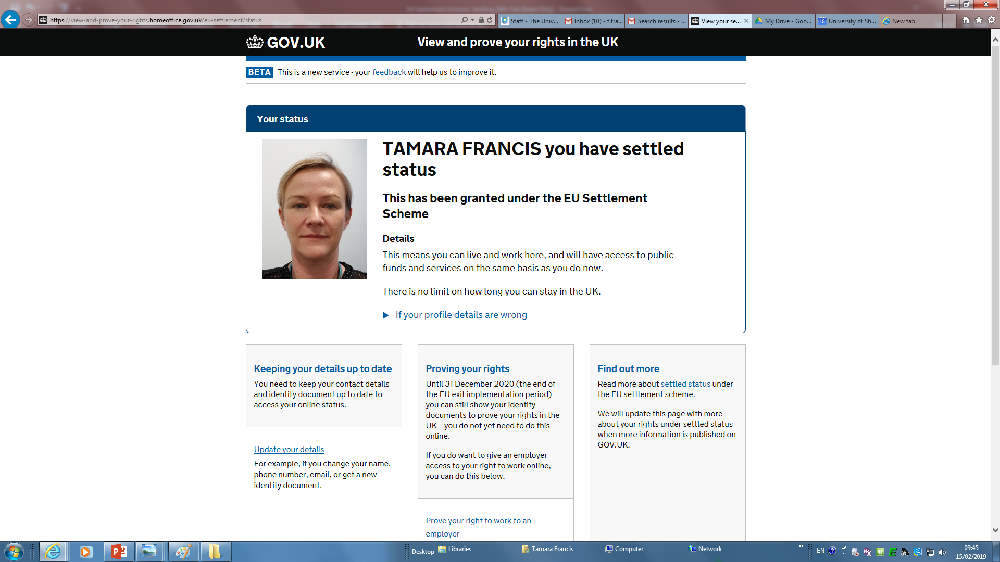 https://view-and-prove-your-rights.homeoffice.gov.uk/eu-settlement/status
Staff - The Univ...
Inbox (10) - t.fra...
Search results - ...
View your se...
My Drive - Goo...
15
University of Sh...
New tab
GOV.UK
View and prove your rights in the UK
BETA
This is a new service - your feedback will help us to improve it.
Your status
TAMARA FRANCIS you have settled
status
This has been granted under the EU Settlement
Scheme
Details
This means you can live and work here, and will have access to public
funds and services on the same basis as you do now.
There is no limit on how long you can stay in the UK.
If your profile details are wrong
Keeping your details up to date
You need to keep your contact details
and identity document up to date to
access your online status.
Update your details
For example, if you change your name,
phone number, email, or get a new
identity document.
Proving your rights
Until 31 December 2020 (the end of
the EU exit implementation period)
you can still show your identity
documents to prove your rights in the
UK – you do not yet need to do this
online.
If you do want to give an employer
access to your right to work online,
you can do this below.
Prove your right to work to an
employer
Find out more
Read more about settled status under
the EU settlement scheme.
We will update this page with more
about your rights under settled status
when more information is published on
GOV.UK.
Desktop
Libraries
Tamara Francis
Computer
Network
EN
09:45
15/02/2019